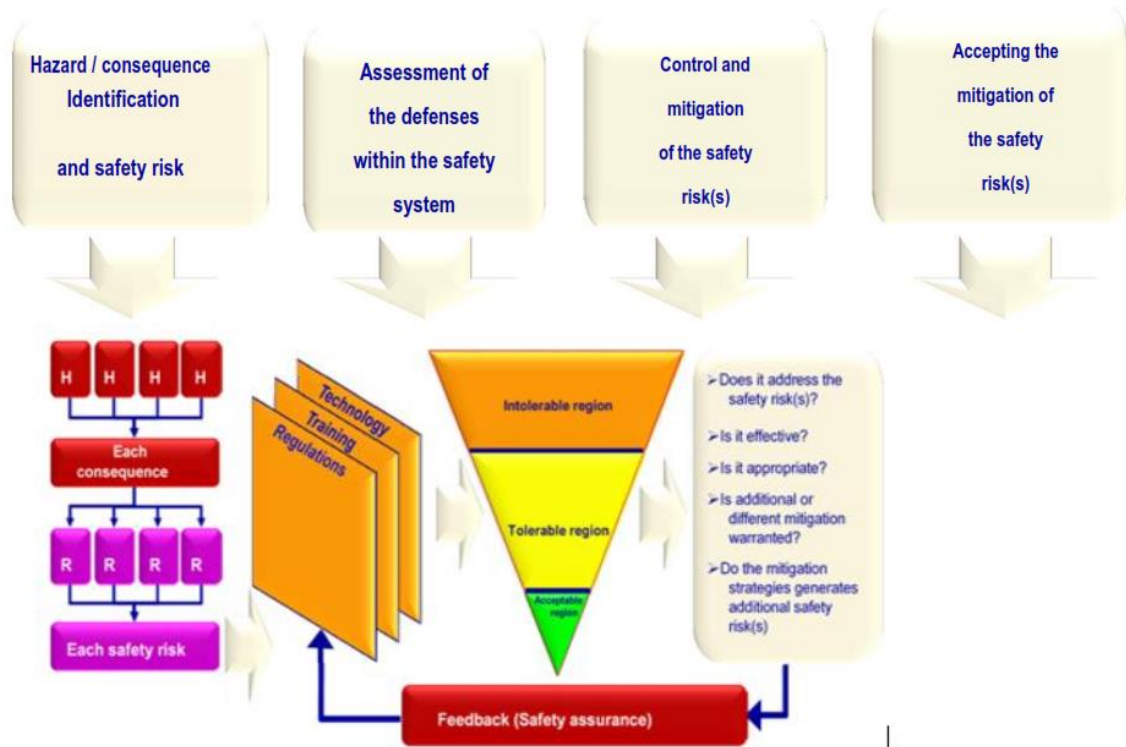 Hazard / consequence
Identification
and safety risk
Assessment of
the defenses
within the safety
system
Control and
mitigation
of the safety
risk(s)
Accepting the
mitigation of
the safety
risk(s)
H H H H
Each
consequence
R R R R
Each safety risk
Technology
Training
Regulations
Intolerable region
Tolerable region
Acceptable
region
➢Does it address the
safety risk(s)?
➢Is it effective?
➢Is it appropriate?
➢Is additional or
different mitigation
warranted?
➢Do the mitigation
strategies generates
additional safety
risk(s)
Feedback (Safety assurance)